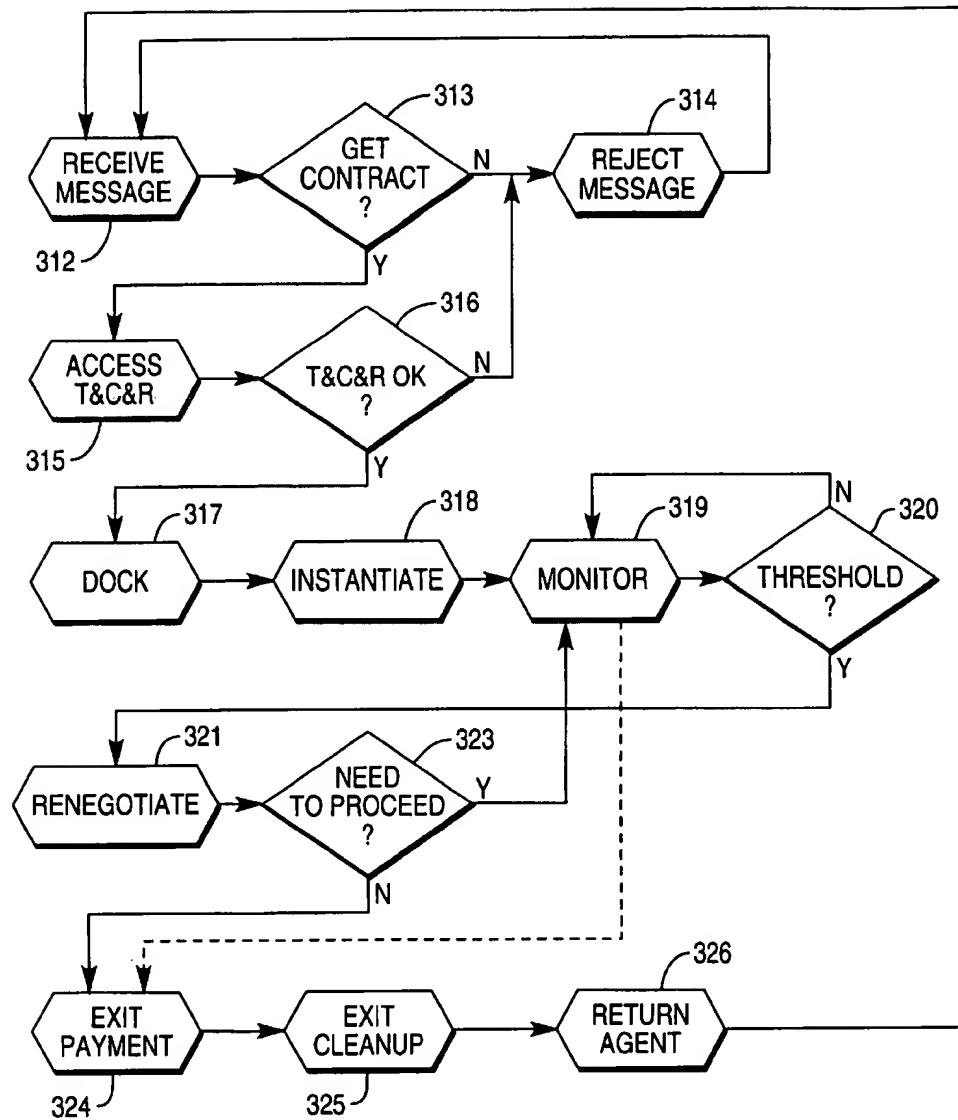 313
314
RECEIVE
MESSAGE
GET
CONTRACT
?
N
REJECT
MESSAGE
312
Y
316
ACCESS
T&C&R
T&C&R OK
?
N
315
Y
317
318
319
N
320
DOCK
INSTANTIATE
MONITOR
THRESHOLD
?
Y
321
323
RENEGOTIATE
NEED
TO PROCEED
?
Y
N
326
EXIT
PAYMENT
EXIT
CLEANUP
RETURN
AGENT
324
325